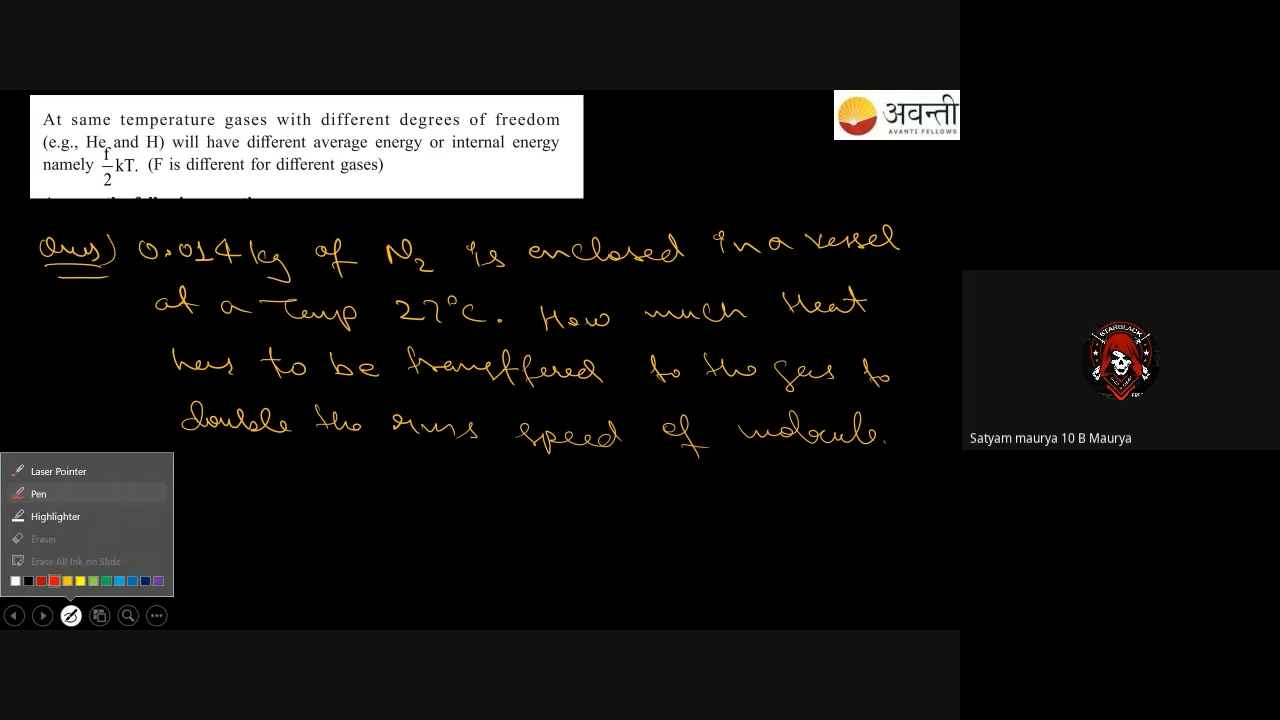 At same temperature gases with different degrees of freedom
(e.g., He and H) will have different average energy or internal energy
namely f/2 kT. (F is different for different gases)
अवन्ती
AVANTI FELLOWS
Ques) 0.014 kg of N2 is enclosed in a vessel
at a Temp 27°C. How much Heat
has to be transffered to the gas to
double the rms speed of molecule.
Laser Pointer
Pen
Highlighter
Eraser
Erase All Ink on Slide
STARBLACK
Satyam maurya 10 B Maurya